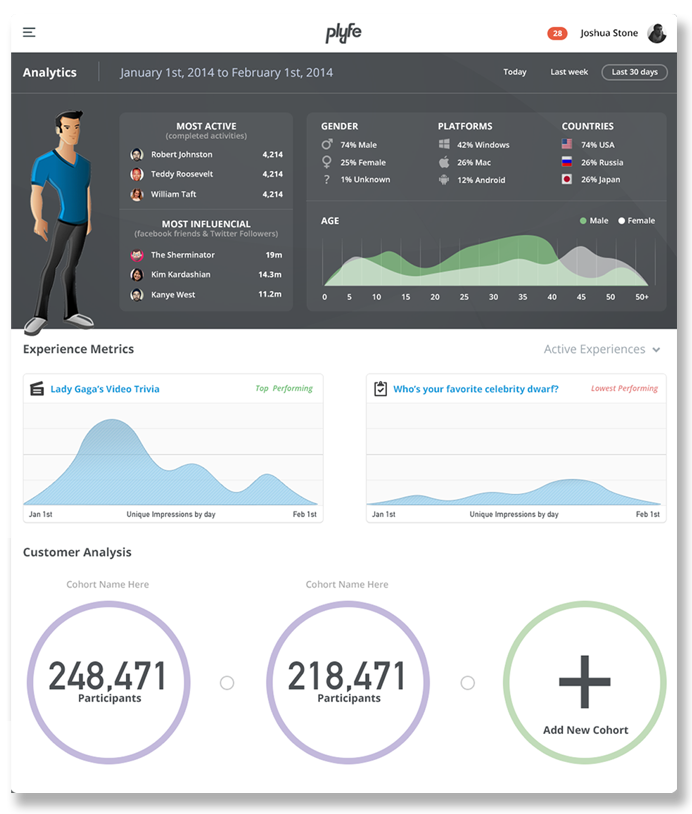 plyfe
28
Joshua Stone
Analytics
January 1st, 2014 to February 1st, 2014
Today
Last week
Last 30 days
MOST ACTIVE
(completed activities)
Robert Johnston 4,214
Teddy Roosevelt 4,214
William Taft 4,214
MOST INFLUENCIAL
(facebook friends & Twitter Followers)
The Sherminator 19m
Kim Kardashian 14.3m
Kanye West 11.2m
GENDER
74% Male
25% Female
? 1% Unknown
PLATFORMS
42% Windows
26% Mac
12% Android
COUNTRIES
74% USA
26% Russia
26% Japan
AGE
Male Female
0 5 10 15 20 25 30 35 40 45 50 50+
Experience Metrics
Active Experiences
Lady Gaga's Video Trivia
Top Performing
Jan 1st Unique Impressions by day Feb 1st
Who's your favorite celebrity dwarf?
Lowest Performing
Jan 1st Unique Impressions by day Feb 1st
Customer Analysis
Cohort Name Here
248,471
Participants
Cohort Name Here
218,471
Participants
+
Add New Cohort